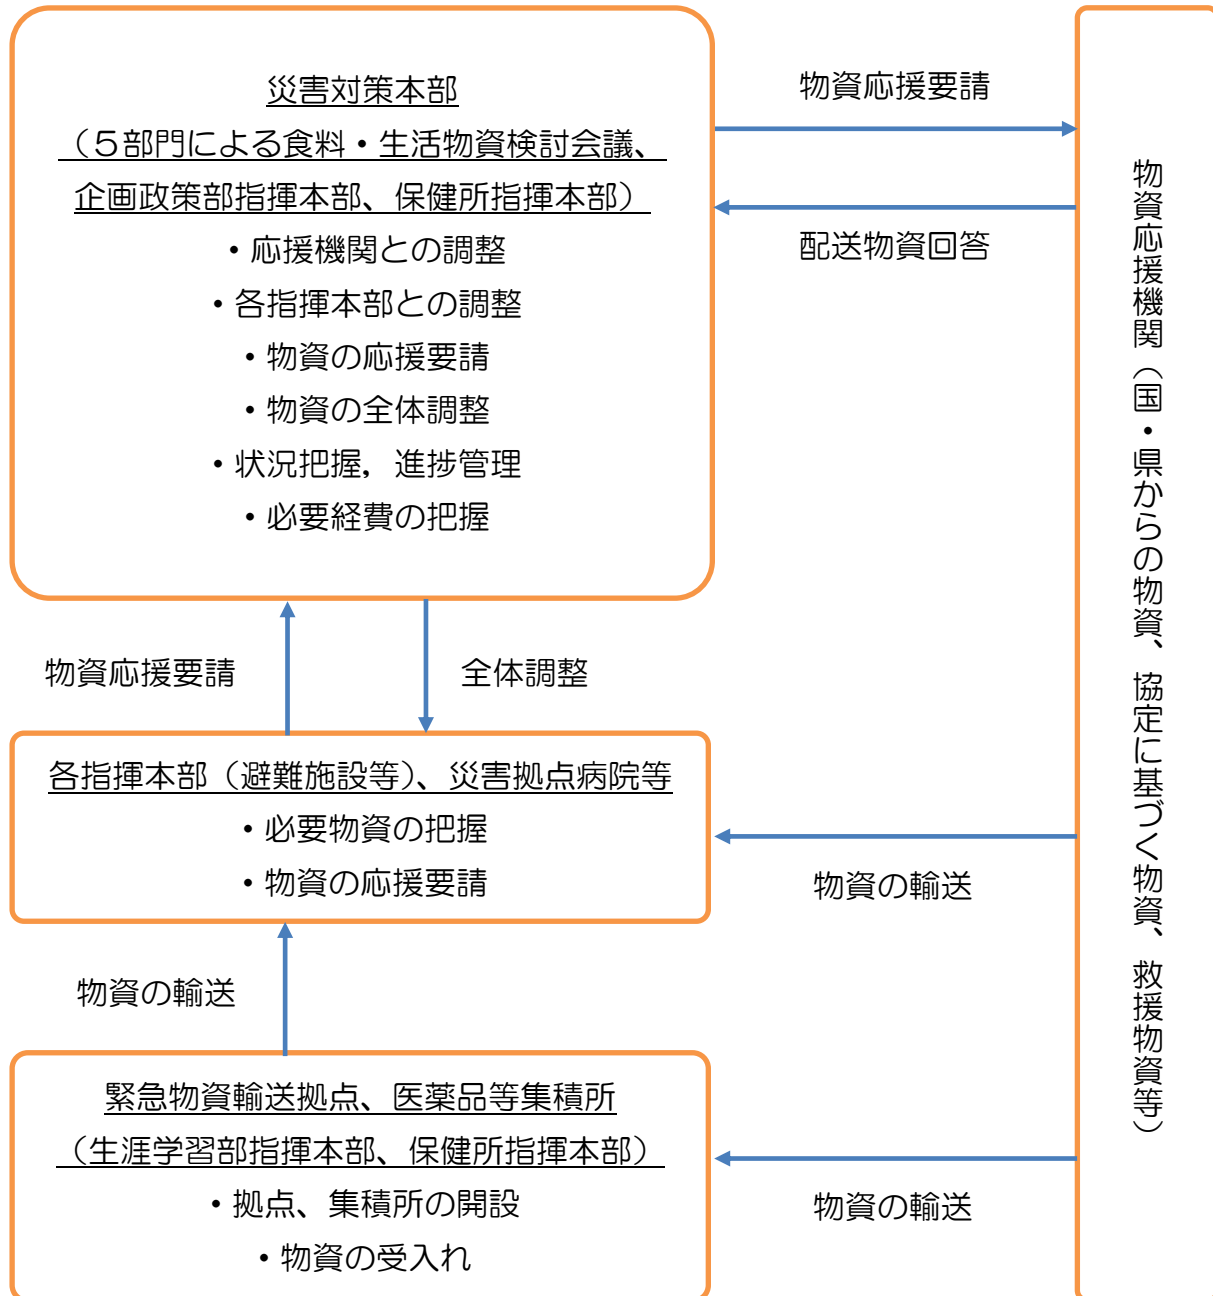 災害対策本部
（５部門による食料・生活物資検討会議、
企画政策部指揮本部、保健所指揮本部）
・応援機関との調整
・各指揮本部との調整
・物資の応援要請
・物資の全体調整
・状況把握，進捗管理
・必要経費の把握
物資応援要請
配送物資回答
物資応援機関（国・県からの物資、協定に基づく物資、救援物資等）
物資応援要請
全体調整
各指揮本部（避難施設等）、災害拠点病院等
・必要物資の把握
・物資の応援要請
物資の輸送
物資の輸送
緊急物資輸送拠点、医薬品等集積所
（生涯学習部指揮本部、保健所指揮本部）
・拠点、集積所の開設
・物資の受入れ
物資の輸送